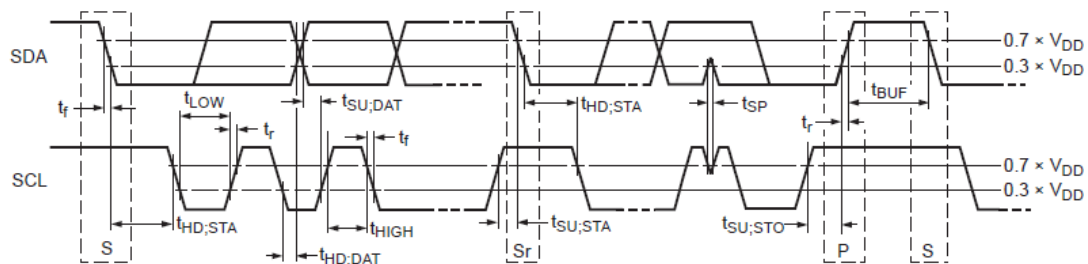 SDA
0.7 × VDD
0.3 × VDD
tf
tLOW
tr
tSU;DAT
tf
tHD;STA
tSP
tr
tBUF
SCL
0.7 × VDD
0.3 × VDD
tHD;STA
tHD;DAT
tHIGH
tSU;STA
tSU;STO
S
Sr
P
S